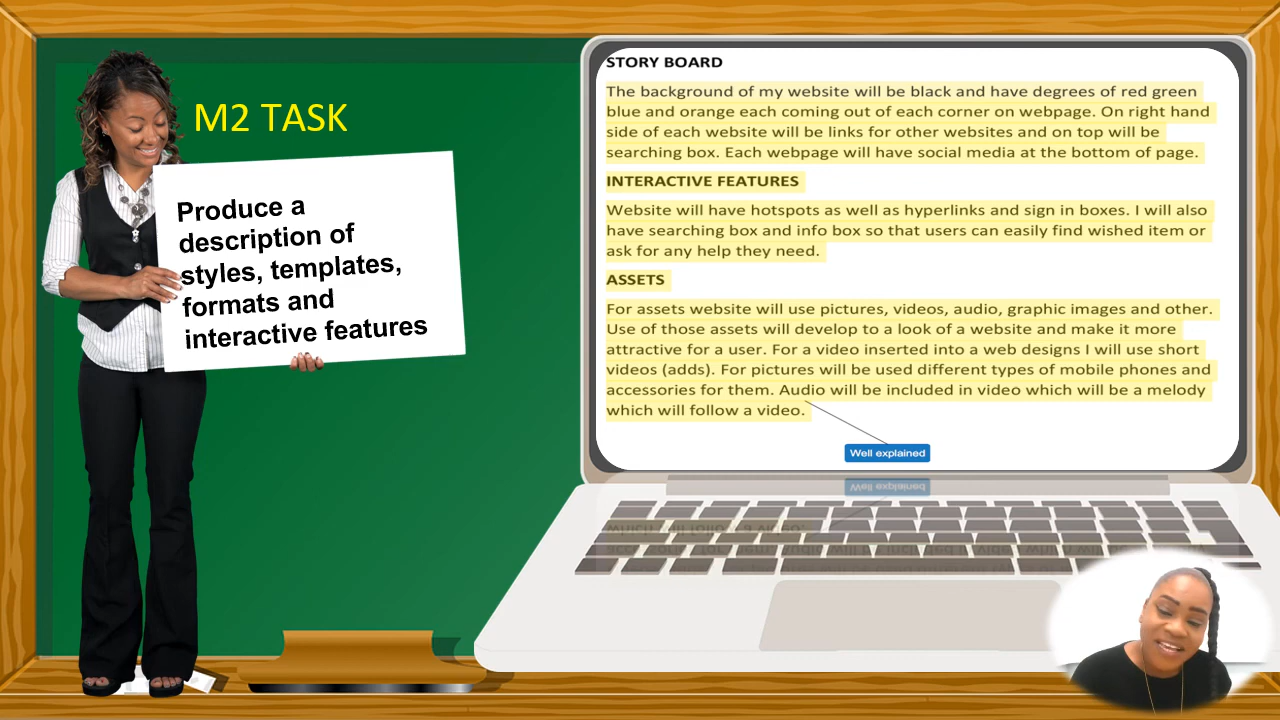 M2 TASK
Produce a
description of
styles, templates,
formats and
interactive features
STORY BOARD
The background of my website will be black and have degrees of red green
blue and orange each coming out of each corner on webpage. On right hand
side of each website will be links for other websites and on top will be
searching box. Each webpage will have social media at the bottom of page.
INTERACTIVE FEATURES
Website will have hotspots as well as hyperlinks and sign in boxes. I will also
have searching box and info box so that users can easily find wished item or
ask for any help they need.
ASSETS
For assets website will use pictures, videos, audio, graphic images and other.
Use of those assets will develop to a look of a website and make it more
attractive for a user. For a video inserted into a web designs I will use short
videos (adds). For pictures will be used different types of mobile phones and
accessories for them. Audio will be included in video which will be a melody
which will follow a video.
Well explained